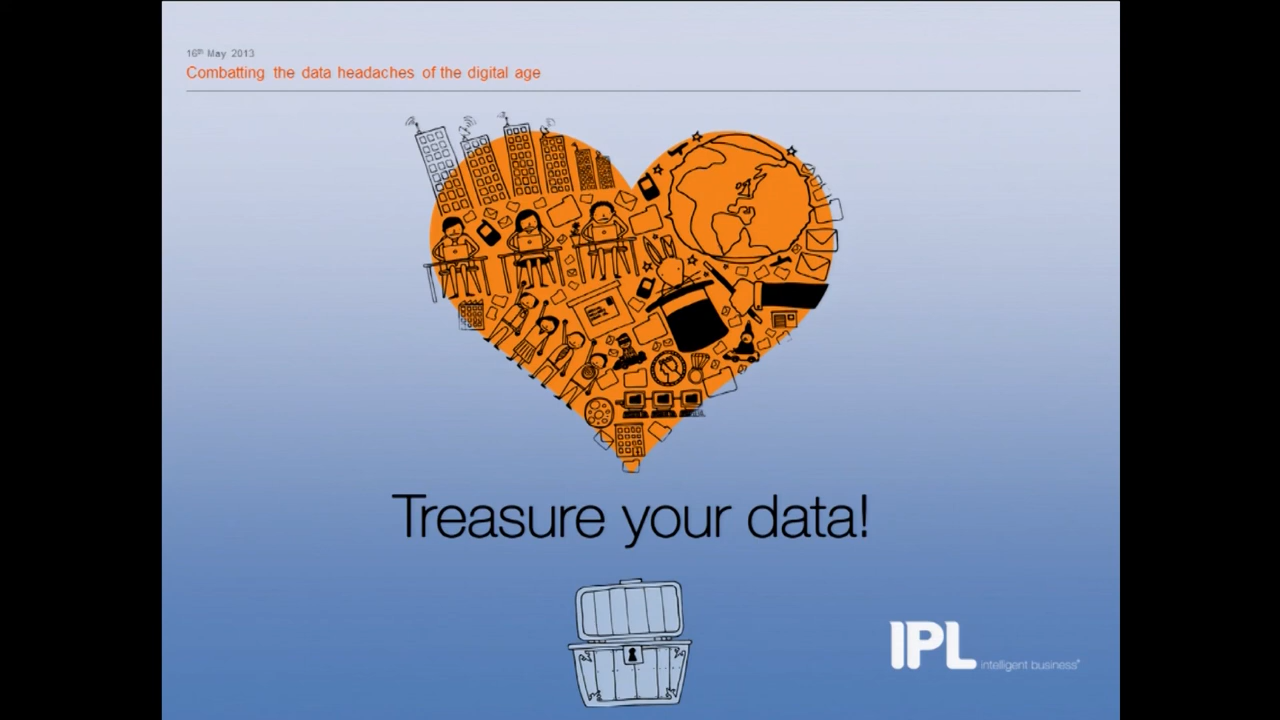 16th May 2013
Combatting the data headaches of the digital age
Treasure your data!
IPL intelligent business®